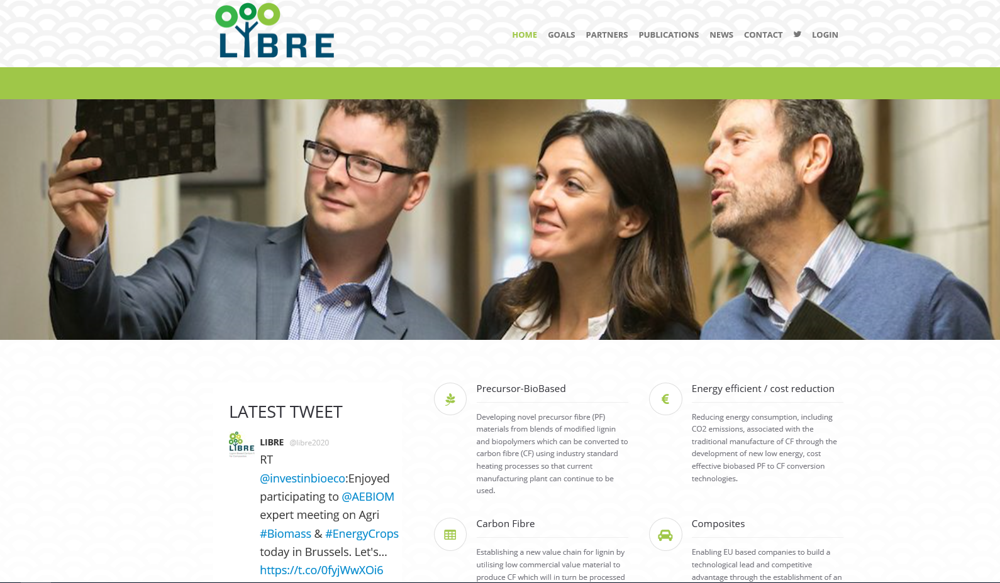 LIBRE
HOME GOALS PARTNERS PUBLICATIONS NEWS CONTACT LOGIN
LATEST TWEET
LIBRE
LIBRE @libre2020
RT
@investinbioeco:Enjoyed
participating to @AEBIOM
expert meeting on Agri
#Biomass & #EnergyCrops
today in Brussels. Let's...
https://t.co/0fyjWwXOi6
Precursor-BioBased
Developing novel precursor fibre (PF)
materials from blends of modified lignin
and biopolymers which can be converted to
carbon fibre (CF) using industry standard
heating processes so that current
manufacturing plant can continue to be
used.
Energy efficient / cost reduction
Reducing energy consumption, including
CO2 emissions, associated with the
traditional manufacture of CF through the
development of new low energy, cost
effective biobased PF to CF conversion
technologies.
Carbon Fibre
Establishing a new value chain for lignin by
utilising low commercial value material to
produce CF which will in turn be processed
Composites
Enabling EU based companies to build a
technological lead and competitive
advantage through the establishment of an